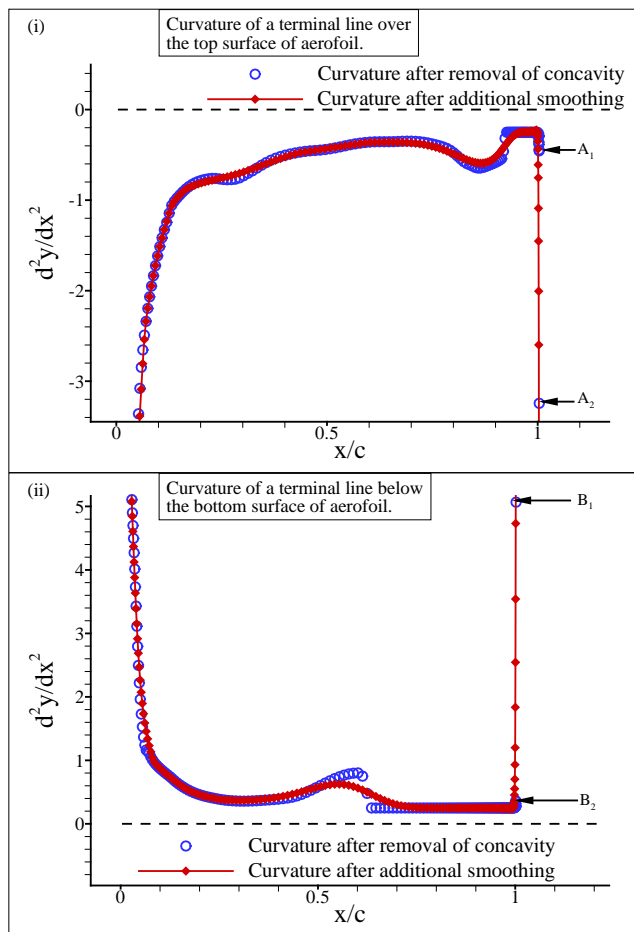 (i)
Curvature of a terminal line over
the top surface of aerofoil.
Curvature after removal of concavity
Curvature after additional smoothing
0
-1
-2
-3
d²y/dx²
A₁
A₂
0
0.5
1
x/c
(ii)
Curvature of a terminal line below
the bottom surface of aerofoil.
5
4
3
2
1
0
d²y/dx²
B₁
B₂
Curvature after removal of concavity
Curvature after additional smoothing
0
0.5
1
x/c